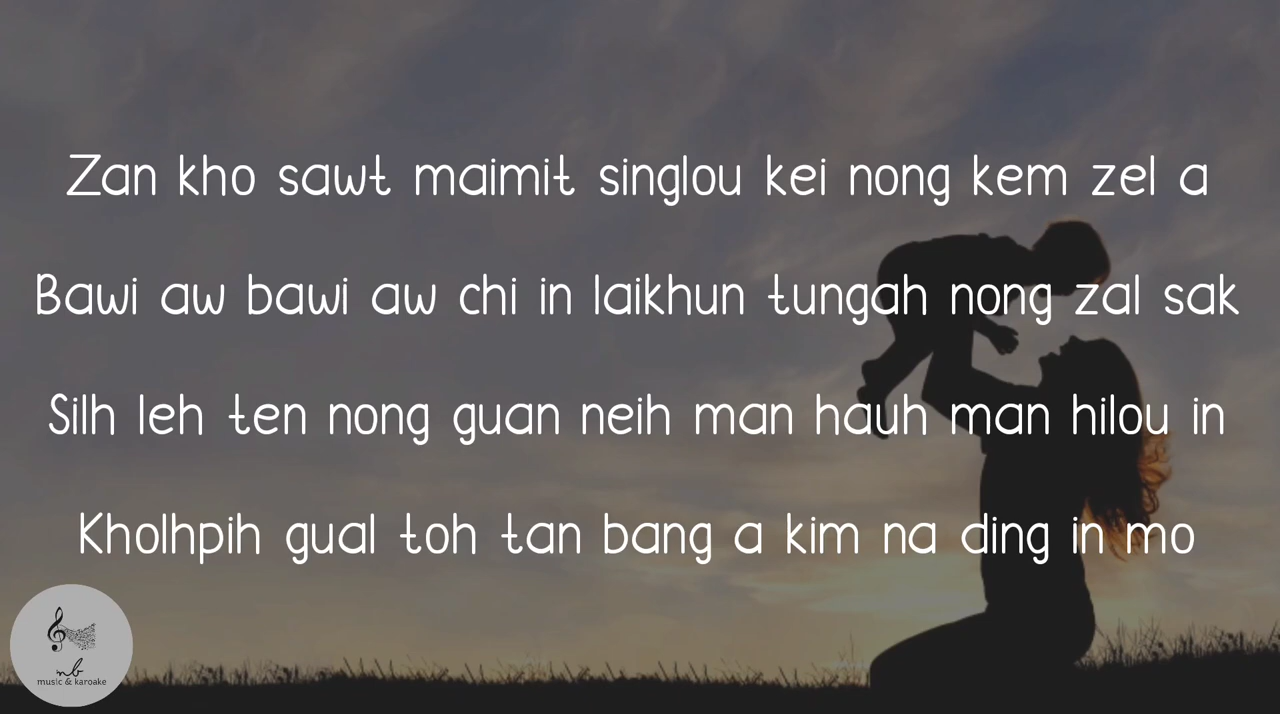 Zan kho sawt maimit singlou kei nong kem zel a
Bawi aw bawi aw chi in laikhun tungah nong zal sak
Silh leh ten nong guan neih man hauh man hilou in
Kholhpih gual toh tan bang a kim na ding in mo
nb
music & karoake